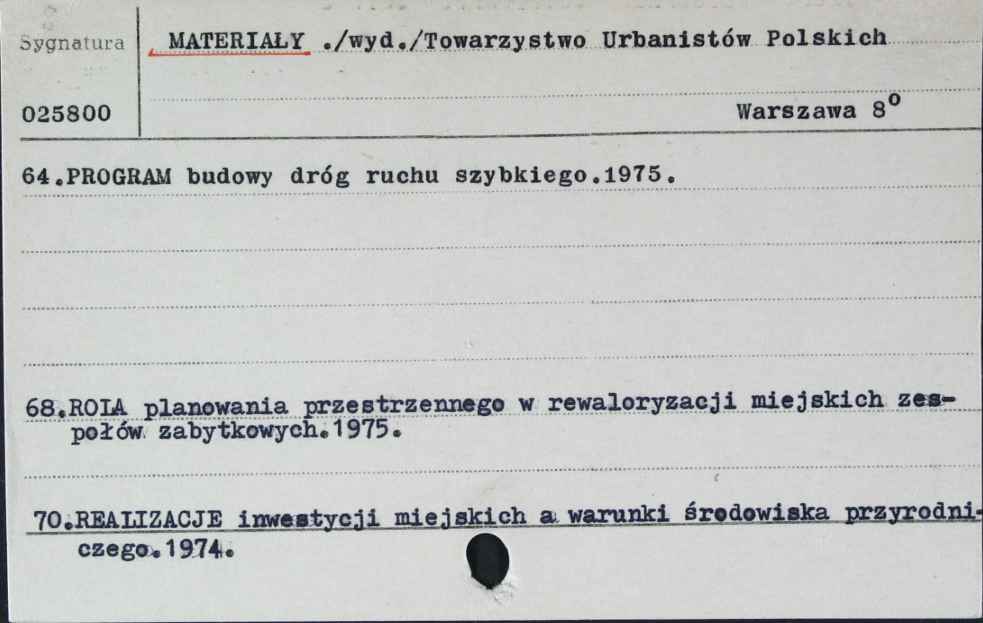 Sygnatura
MATERIAŁY ./wyd./Towarzystwo Urbanistów Polskich
025800
Warszawa 8⁰
64.PROGRAM budowy dróg ruchu szybkiego.1975.
68.ROLA planowania przestrzennego w rewaloryzacji miejskich zes-
połów zabytkowych.1975.
70.REALIZACJE inwestycji miejskich a warunki środowiska przyrodni-
czego.1974.